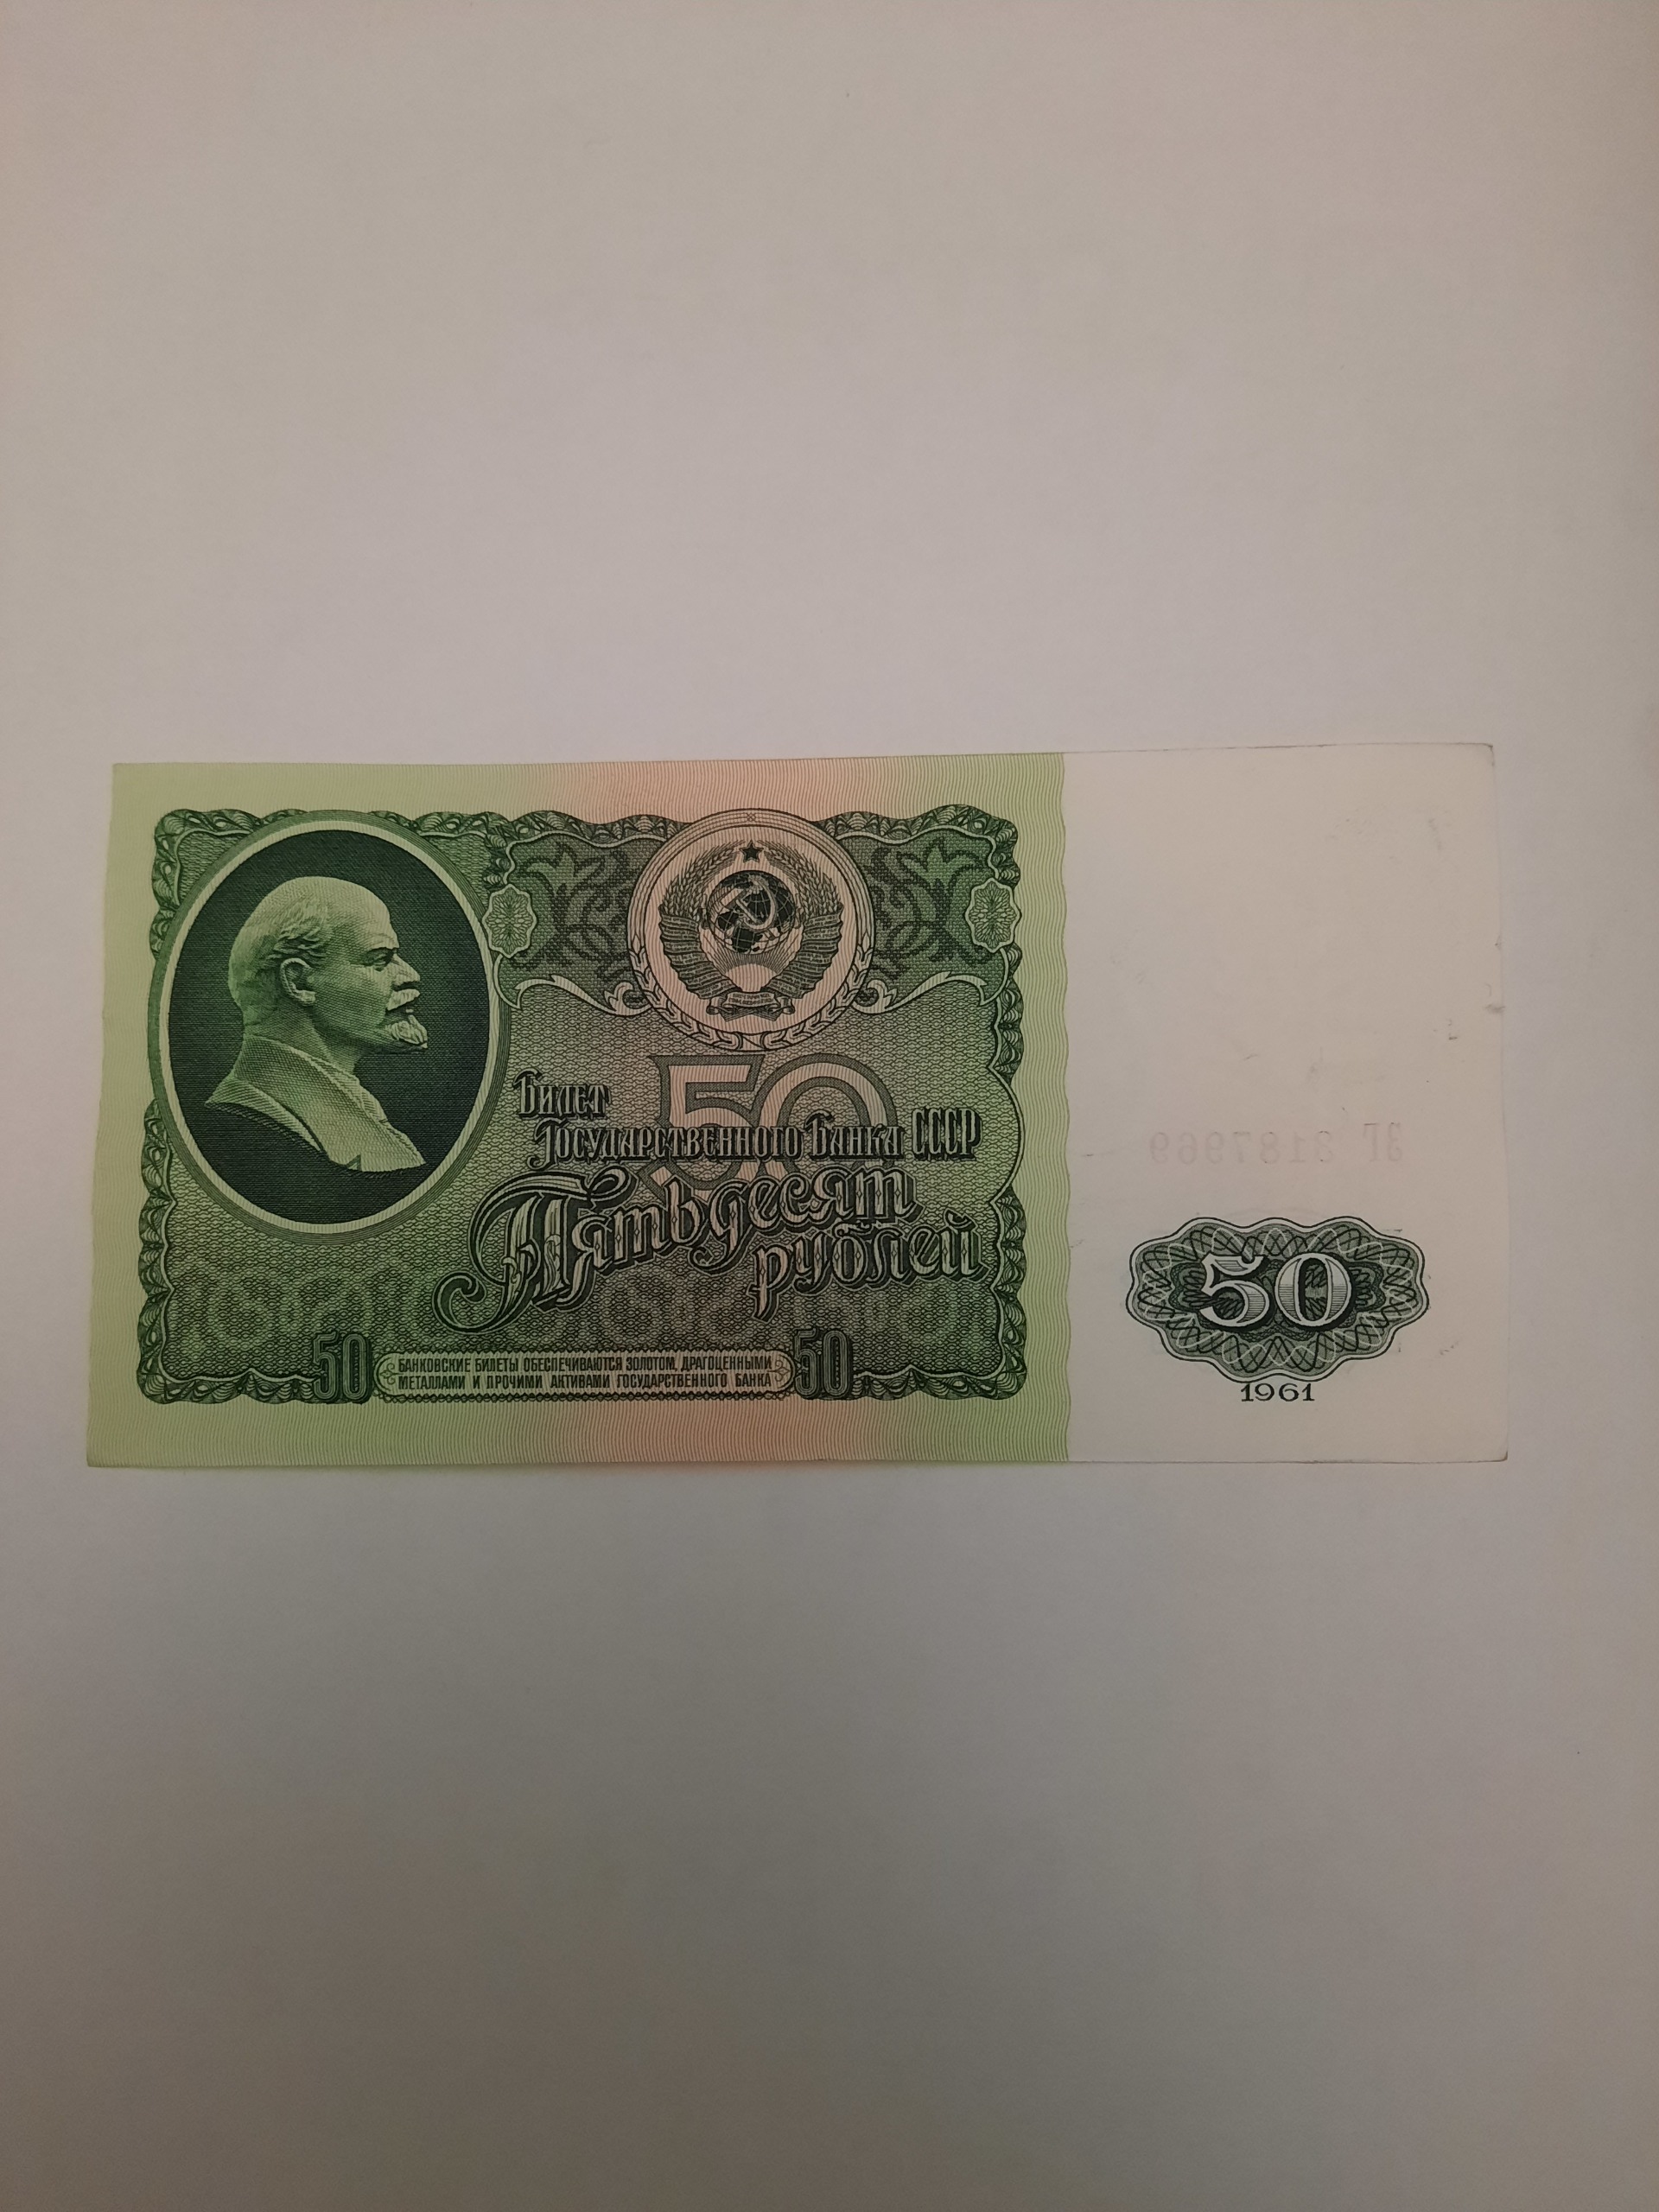 50
Билет
Государственного Банка СССР
Пятьдесят
рублей
50
БАНКОВСКИЕ БИЛЕТЫ ОБЕСПЕЧИВАЮТСЯ ЗОЛОТОМ, ДРАГОЦЕННЫМИ
МЕТАЛЛАМИ И ПРОЧИМИ АКТИВАМИ ГОСУДАРСТВЕННОГО БАНКА
50
50
1961